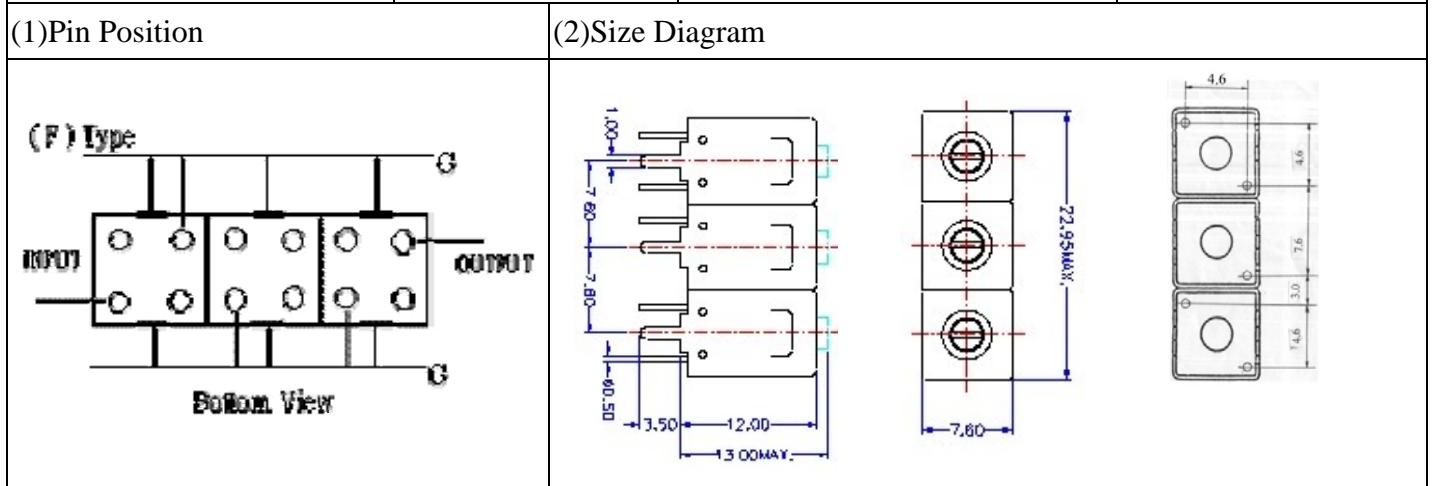 (1)Pin Position
(2)Size Diagram
(F) Type
G
INPUT
OUTPUT
G
Bottom View
1.00
7.60
7.60
0.50
3.50
12.00
13.00MAX.
22.95MAX.
7.60
4.6
4.6
7.6
3.0
4.6